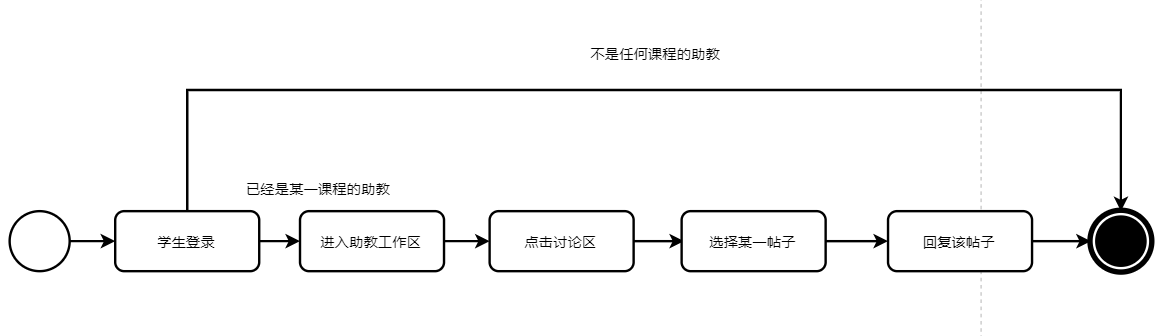 不是任何课程的助教
已经是某一课程的助教
学生登录
进入助教工作区
点击讨论区
选择某一帖子
回复该帖子